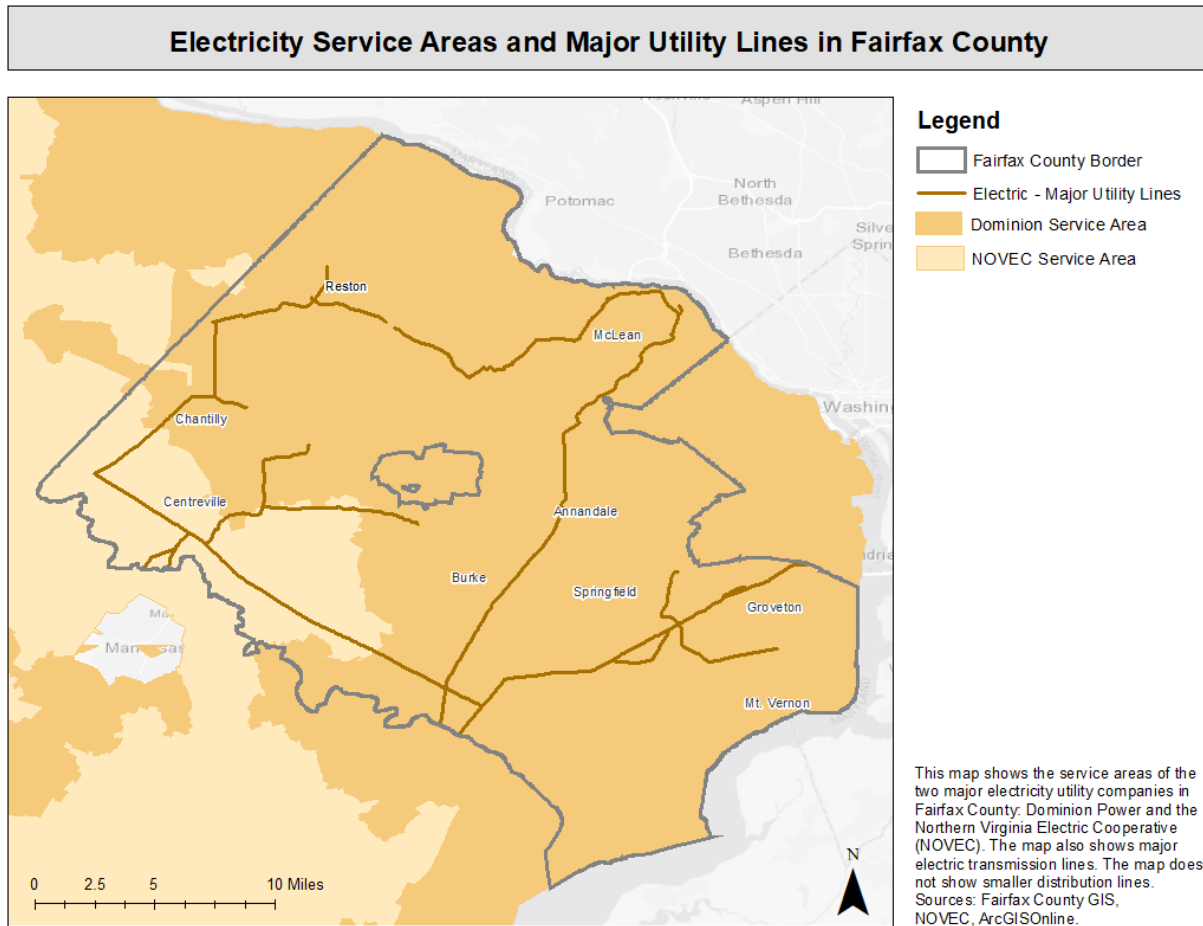 Electricity Service Areas and Major Utility Lines in Fairfax County
Aspen Hill
MARYLAND
North
Bethesda
Potomac
Silve
Sprin
Bethesda
Reston
McLean
Washing
Chantilly
Centreville
Annandale
Burke
Springfield
Groveton
Mt. Vernon
0 2.5 5 10 Miles
N
Legend
Fairfax County Border
Electric - Major Utility Lines
Dominion Service Area
NOVEC Service Area
This map shows the service areas of the
two major electricity utility companies in
Fairfax County: Dominion Power and the
Northern Virginia Electric Cooperative
(NOVEC). The map also shows major
electric transmission lines. The map does
not show smaller distribution lines.
Sources: Fairfax County GIS,
NOVEC, ArcGISOnline.